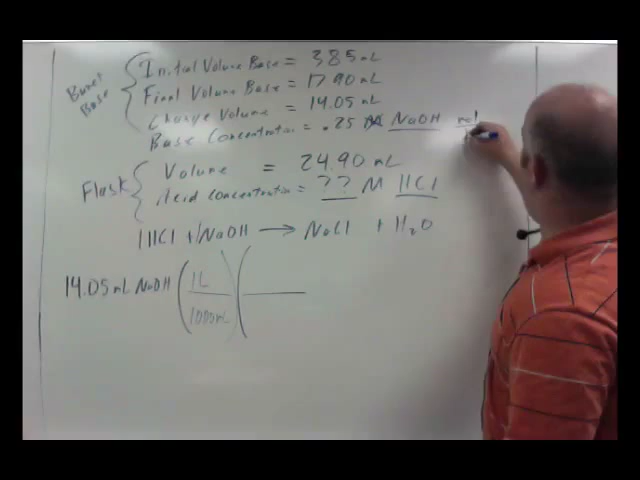 Buret Base
Initial Volume Base = 3.85 mL
Final Volume Base = 17.90 mL
Change Volume = 14.05 mL
Base Concentration = .25 M NaOH mol
Flask
Volume = 24.90 mL
Acid concentration = ?? M HCl
HCl + NaOH → NaCl + H₂O
14.05 mL NaOH ( 1L / 1000mL ) (